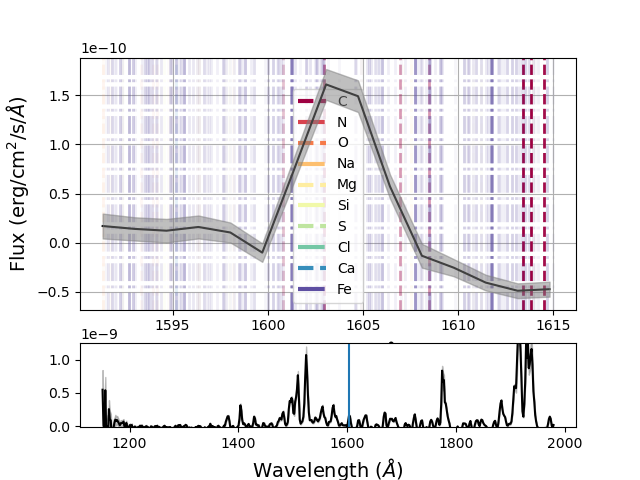 1e−10
Flux (erg/cm²/s/Å)
1.5
1.0
0.5
0.0
−0.5
C
N
O
Na
Mg
Si
S
Cl
Ca
Fe
1595 1600 1605 1610 1615
1e−9
1.0
0.5
0.0
1200 1400 1600 1800 2000
Wavelength (Å)